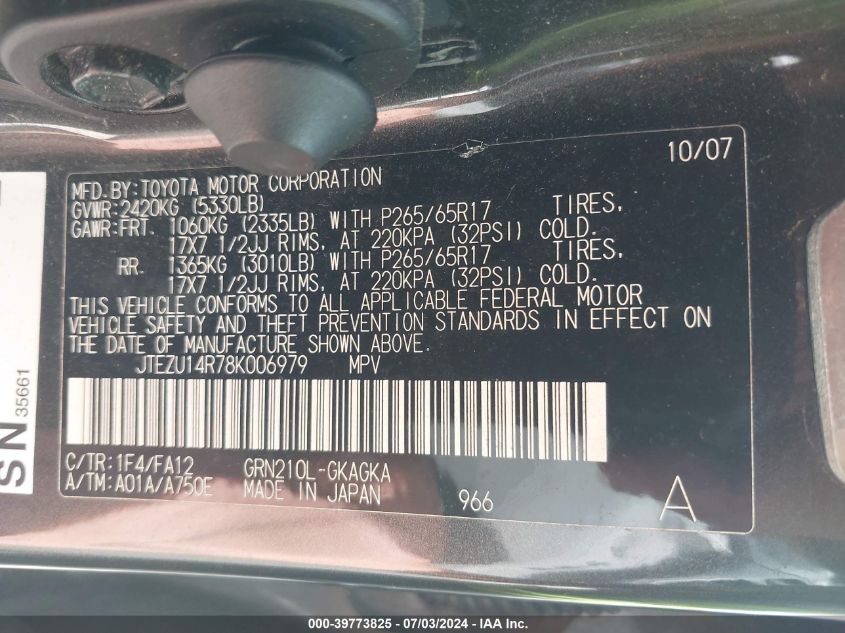 10/07
MFD.BY:TOYOTA MOTOR CORPORATION
GVWR:2420KG (5330LB)
GAWR:FRT. 1060KG (2335LB) WITH P265/65R17 TIRES,
17X7 1/2JJ RIMS, AT 220KPA (32PSI) COLD.
RR. 1365KG (3010LB) WITH P265/65R17 TIRES,
17X7 1/2JJ RIMS, AT 220KPA (32PSI) COLD.
THIS VEHICLE CONFORMS TO ALL APPLICABLE FEDERAL MOTOR
VEHICLE SAFETY AND THEFT PREVENTION STANDARDS IN EFFECT ON
THE DATE OF MANUFACTURE SHOWN ABOVE.
JTEZU14R78K006979 MPV
C/TR:1F4/FA12 GRN210L-GKAGKA
A/TM:A01A/A750E MADE IN JAPAN 966 A
SN 35661
000-39773825 / 07/03/2024 - IAA Inc.